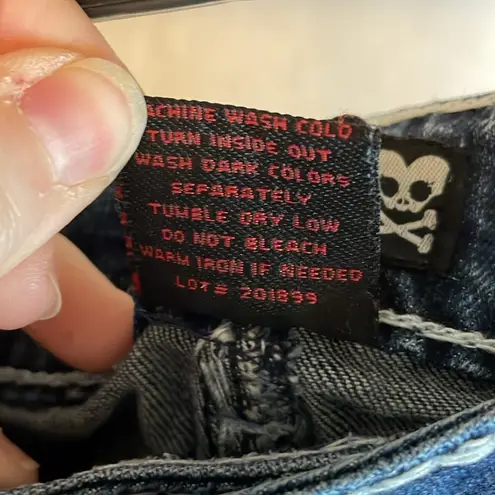 MACHINE WASH COLD
TURN INSIDE OUT
WASH DARK COLORS
SEPARATELY
TUMBLE DRY LOW
DO NOT BLEACH
WARM IRON IF NEEDED
LOT# 201899